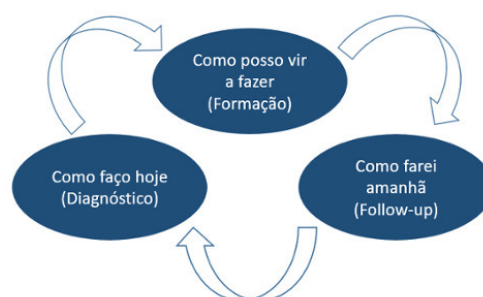 Como posso vir
a fazer
(Formação)
Como faço hoje
(Diagnóstico)
Como farei
amanhã
(Follow-up)